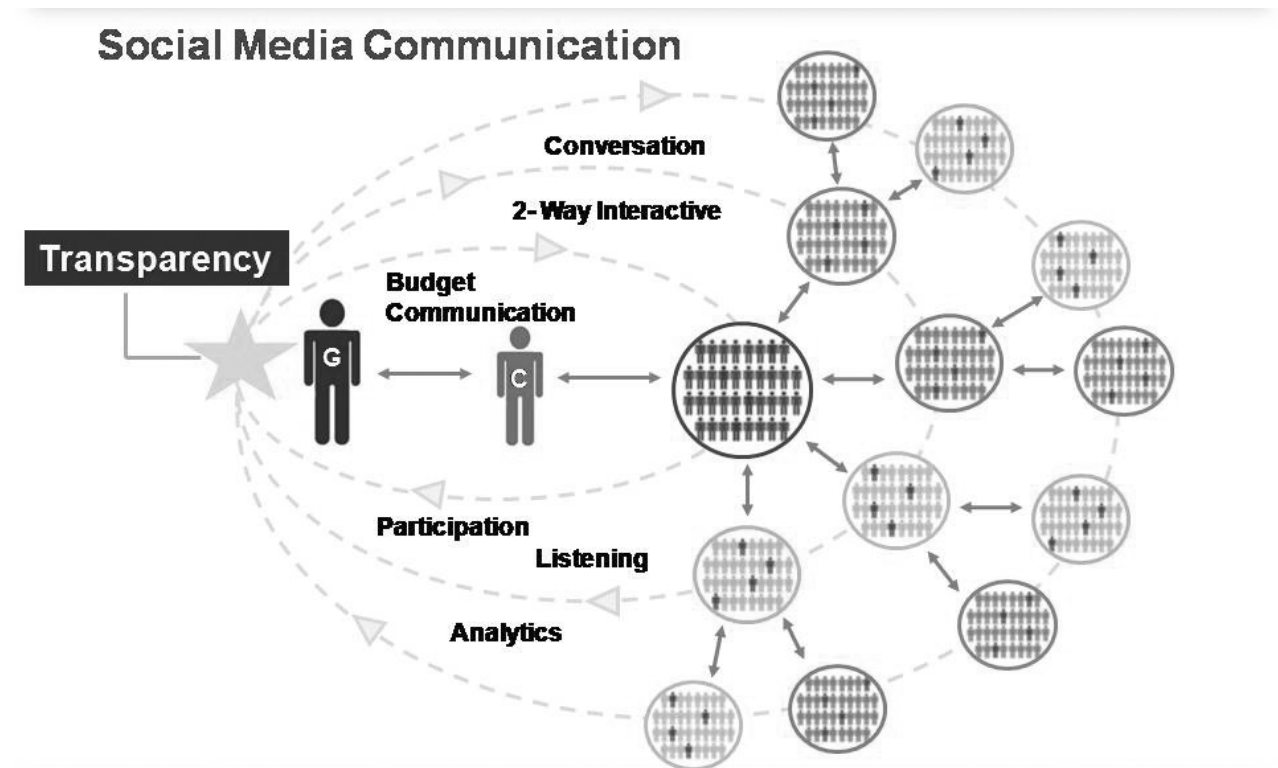 Social Media Communication
Conversation
2- Way Interactive
Transparency
Budget
Communication
G
C
Participation
Listening
Analytics